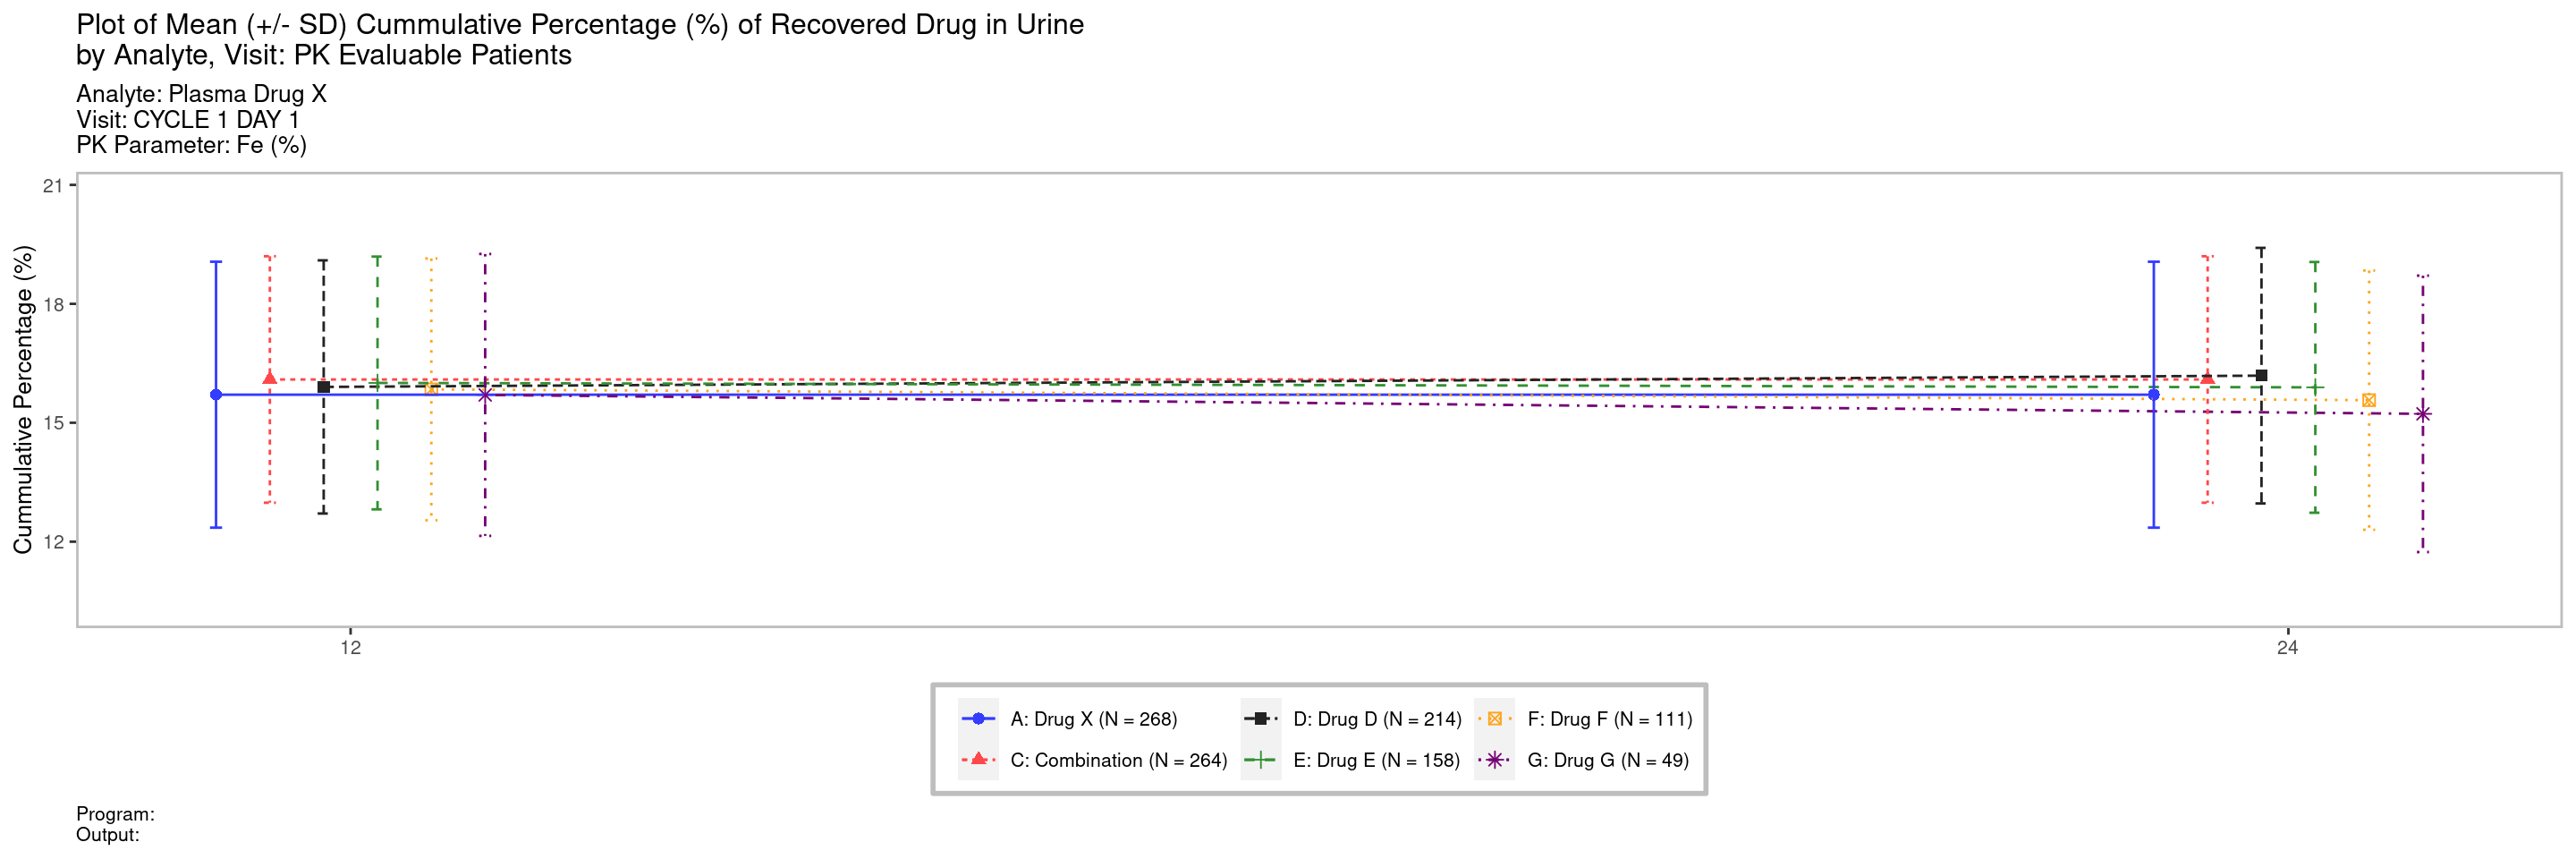 Plot of Mean (+/- SD) Cummulative Percentage (%) of Recovered Drug in Urine
by Analyte, Visit: PK Evaluable Patients
Analyte: Plasma Drug X
Visit: CYCLE 1 DAY 1
PK Parameter: Fe (%)
Cummulative Percentage (%)
21
18
15
12
12
24
A: Drug X (N = 268)
D: Drug D (N = 214)
F: Drug F (N = 111)
C: Combination (N = 264)
E: Drug E (N = 158)
G: Drug G (N = 49)
Program:
Output: